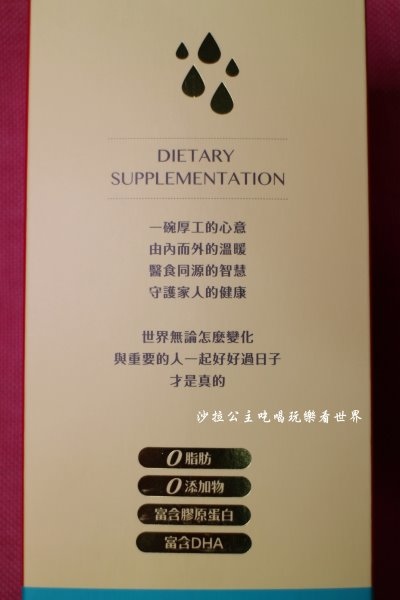 DIETARY
SUPPLEMENTATION
一碗厚工的心意
由內而外的溫暖
醫食同源的智慧
守護家人的健康
世界無論怎麼變化
與重要的人一起好好過日子
才是真的
沙拉公主吃喝玩樂看世界
0脂肪
0添加物
富含膠原蛋白
富含DHA